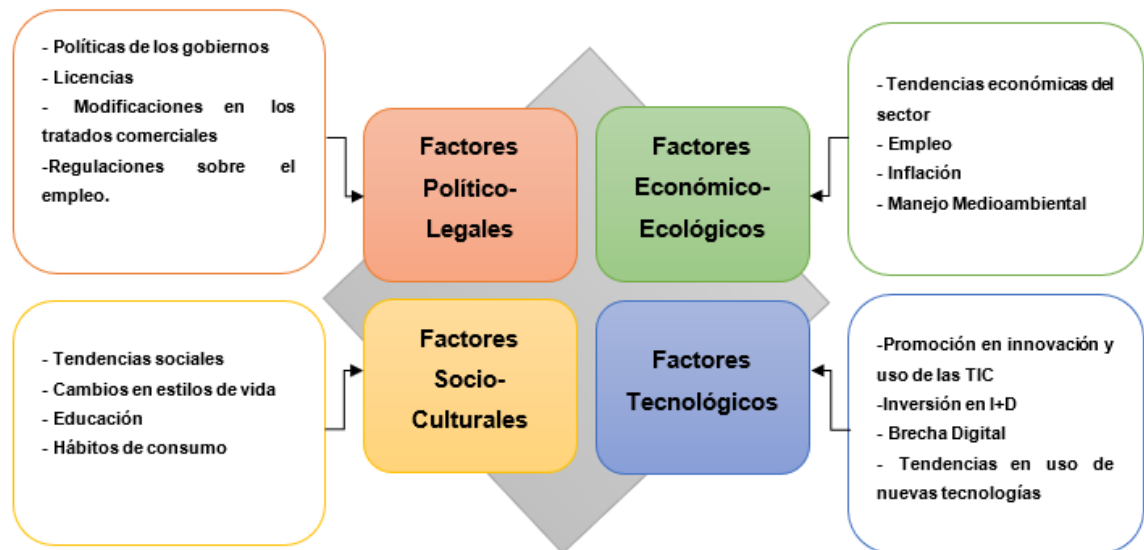 - Políticas de los gobiernos
- Licencias
- Modificaciones en los
tratados comerciales
-Regulaciones sobre el
empleo.
Factores
Político-
Legales
Factores
Económico-
Ecológicos
- Tendencias económicas del
sector
- Empleo
- Inflación
- Manejo Medioambiental
- Tendencias sociales
- Cambios en estilos de vida
- Educación
- Hábitos de consumo
Factores
Socio-
Culturales
Factores
Tecnológicos
-Promoción en innovación y
uso de las TIC
-Inversión en I+D
- Brecha Digital
- Tendencias en uso de
nuevas tecnologías